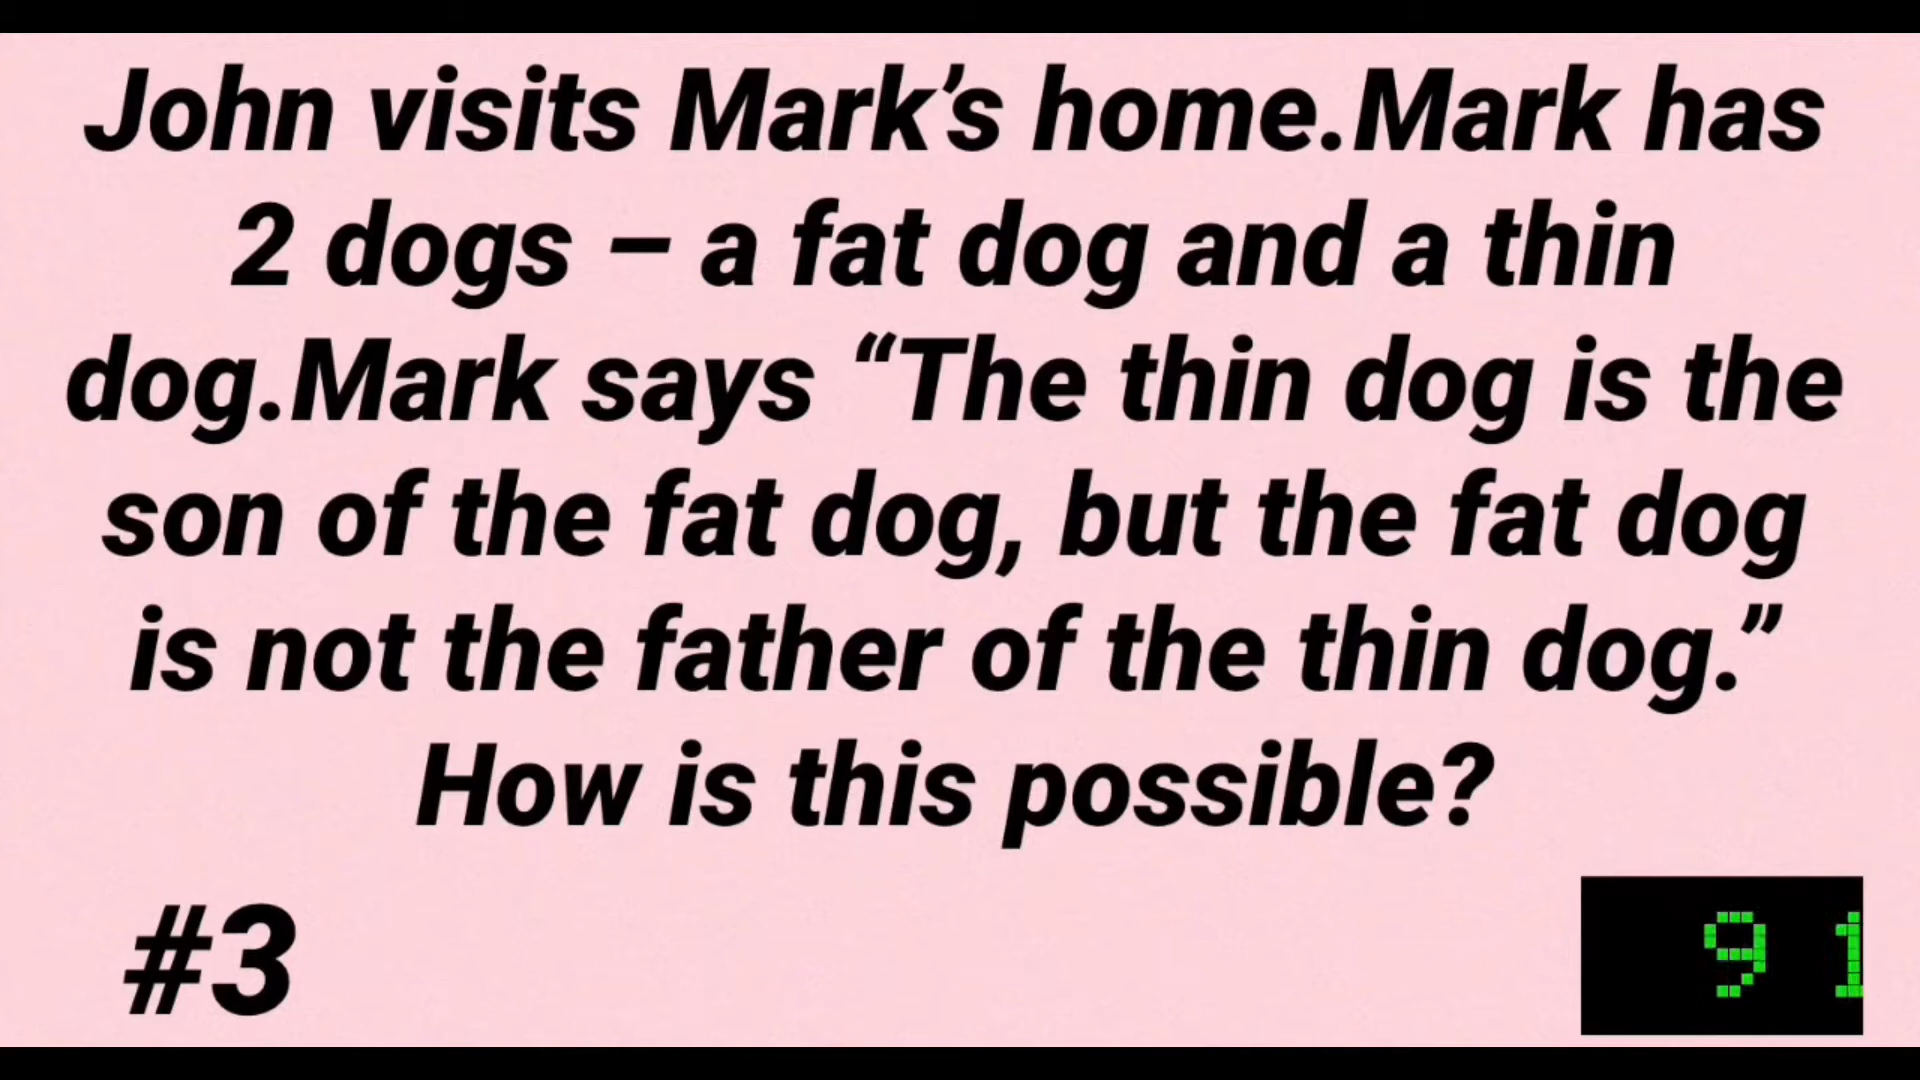 John visits Mark’s home.Mark has
2 dogs – a fat dog and a thin
dog.Mark says “The thin dog is the
son of the fat dog, but the fat dog
is not the father of the thin dog.”
How is this possible?
#3
9 1